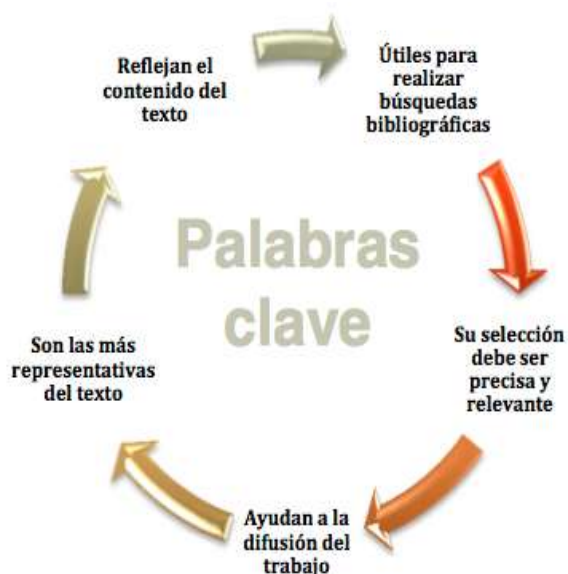 Reflejan el
contenido del
texto
Útiles para
realizar
búsquedas
bibliográficas
Palabras
clave
Son las más
representativas
del texto
Su selección
debe ser
precisa y
relevante
Ayudan a la
difusión del
trabajo